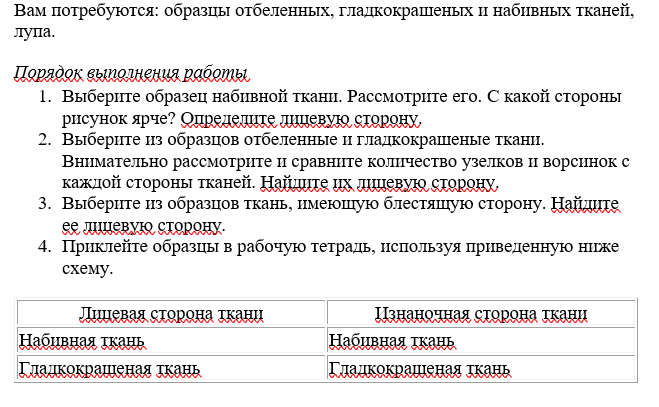 Вам потребуются: образцы отбеленных, гладкокрашеных и набивных тканей,
лупа.
Порядок выполнения работы
1. Выберите образец набивной ткани. Рассмотрите его. С какой стороны
рисунок ярче? Определите лицевую сторону.
2. Выберите из образцов отбеленные и гладкокрашеные ткани.
Внимательно рассмотрите и сравните количество узелков и ворсинок с
каждой стороны тканей. Найдите их лицевую сторону.
3. Выберите из образцов ткань, имеющую блестящую сторону. Найдите
ее лицевую сторону.
4. Приклейте образцы в рабочую тетрадь, используя приведенную ниже
схему.
Лицевая сторона ткани Изнаночная сторона ткани
Набивная ткань Набивная ткань
Гладкокрашеная ткань Гладкокрашеная ткань